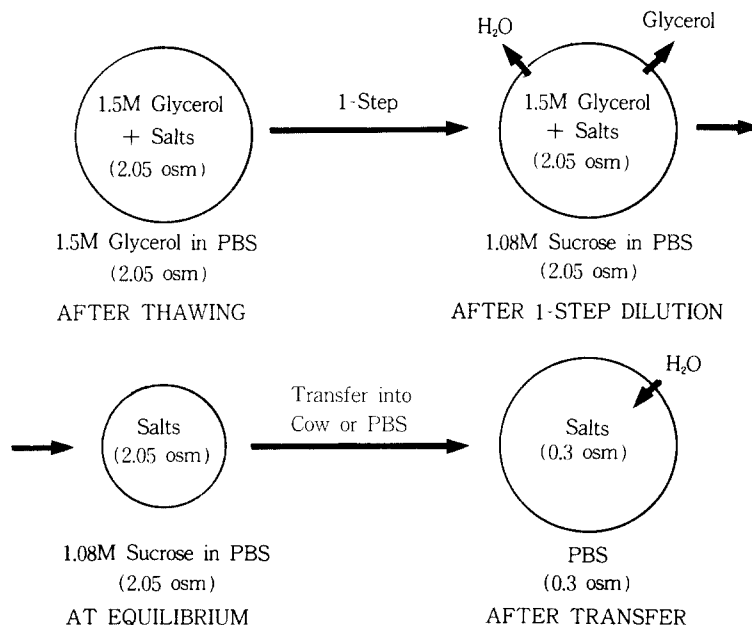 H₂O
Glycerol
1.5M Glycerol
+ Salts
(2.05 osm)
1-Step
1.5M Glycerol
+ Salts
(2.05 osm)
1.5M Glycerol in PBS
(2.05 osm)
AFTER THAWING
1.08M Sucrose in PBS
(2.05 osm)
AFTER 1-STEP DILUTION
Salts
(2.05 osm)
Transfer into
Cow or PBS
H₂O
Salts
(0.3 osm)
1.08M Sucrose in PBS
(2.05 osm)
AT EQUILIBRIUM
PBS
(0.3 osm)
AFTER TRANSFER